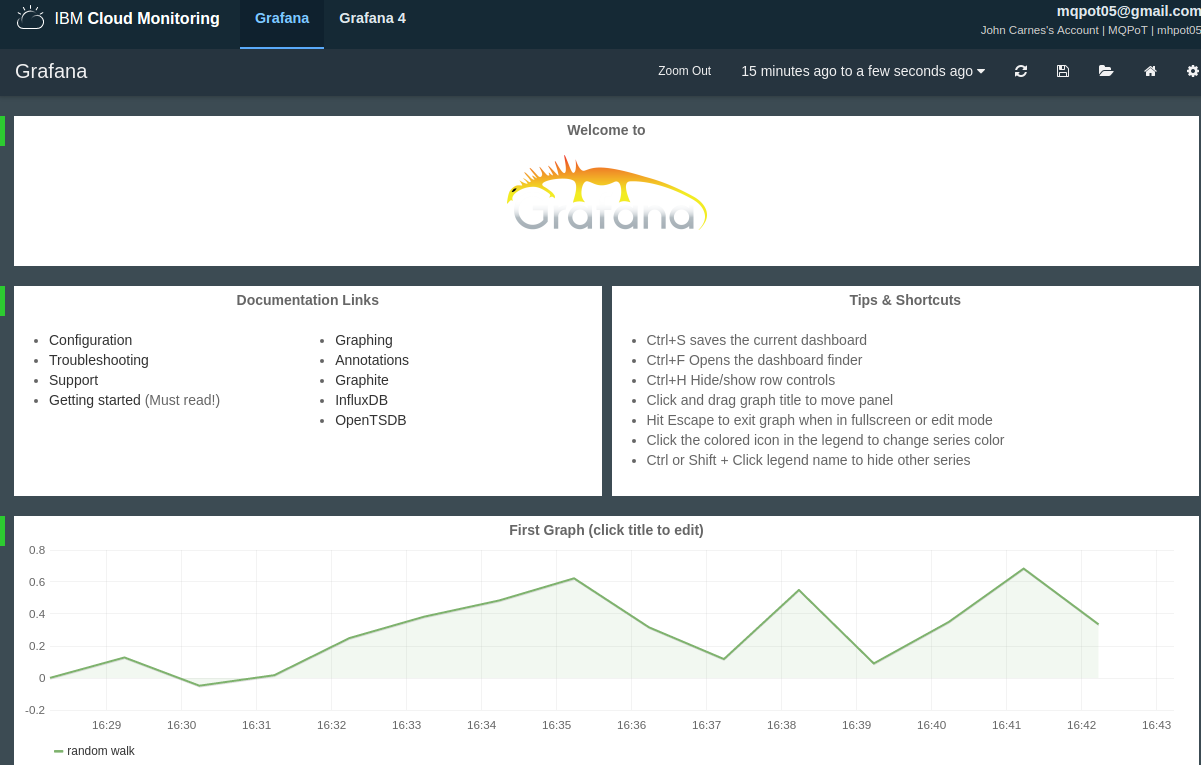 IBM Cloud Monitoring
Grafana
Grafana 4
mqpot05@gmail.com
John Carnes's Account | MQPoT | mhpot05
Grafana
Zoom Out
15 minutes ago to a few seconds ago
Welcome to
Grafana
Documentation Links
Configuration
Troubleshooting
Support
Getting started (Must read!)
Graphing
Annotations
Graphite
InfluxDB
OpenTSDB
Tips & Shortcuts
Ctrl+S saves the current dashboard
Ctrl+F Opens the dashboard finder
Ctrl+H Hide/show row controls
Click and drag graph title to move panel
Hit Escape to exit graph when in fullscreen or edit mode
Click the colored icon in the legend to change series color
Ctrl or Shift + Click legend name to hide other series
First Graph (click title to edit)
0.8
0.6
0.4
0.2
0
-0.2
16:29 16:30 16:31 16:32 16:33 16:34 16:35 16:36 16:37 16:38 16:39 16:40 16:41 16:42 16:43
random walk